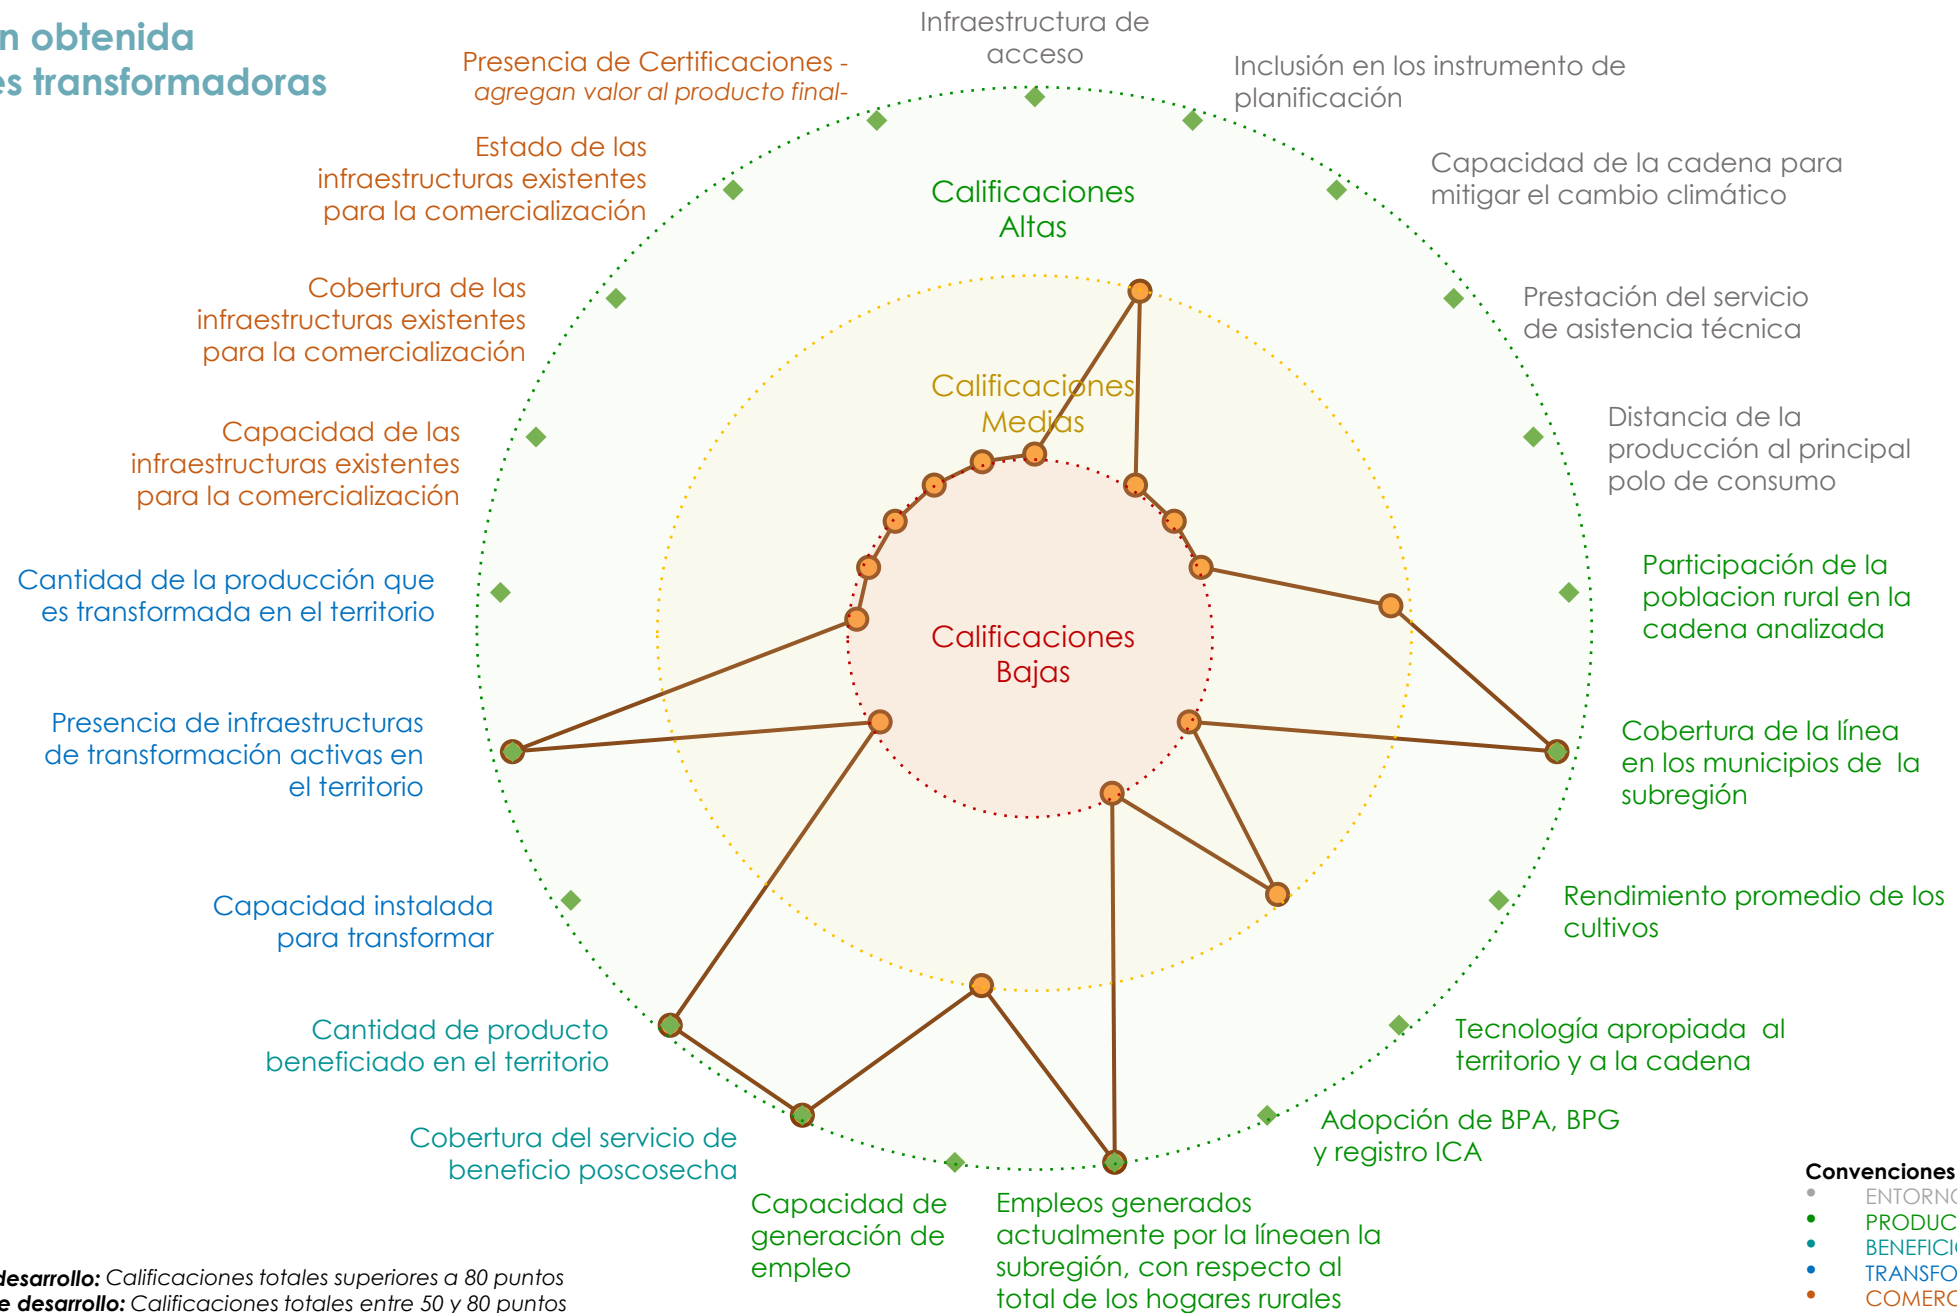 n obtenida
es transformadoras
Infraestructura de
acceso
Presencia de Certificaciones -
agregan valor al producto final-
Inclusión en los instrumento de
planificación
Estado de las
infraestructuras existentes
para la comercialización
Capacidad de la cadena para
mitigar el cambio climático
Calificaciones
Altas
Cobertura de las
infraestructuras existentes
para la comercialización
Prestación del servicio
de asistencia técnica
Calificaciones
Medias
Capacidad de las
infraestructuras existentes
para la comercialización
Distancia de la
producción al principal
polo de consumo
Cantidad de la producción que
es transformada en el territorio
Participación de la
poblacion rural en la
cadena analizada
Calificaciones
Bajas
Presencia de infraestructuras
de transformación activas en
el territorio
Cobertura de la línea
en los municipios de la
subregión
Capacidad instalada
para transformar
Rendimiento promedio de los
cultivos
Cantidad de producto
beneficiado en el territorio
Tecnología apropiada al
territorio y a la cadena
Cobertura del servicio de
beneficio poscosecha
Adopción de BPA, BPG
y registro ICA
Capacidad de
generación de
empleo
Empleos generados
actualmente por la líneaen la
subregión, con respecto al
total de los hogares rurales
Convenciones
• ENTORNO
• PRODUC
• BENEFICI
• TRANSFO
• COMERC
desarrollo: Calificaciones totales superiores a 80 puntos
e desarrollo: Calificaciones totales entre 50 y 80 puntos